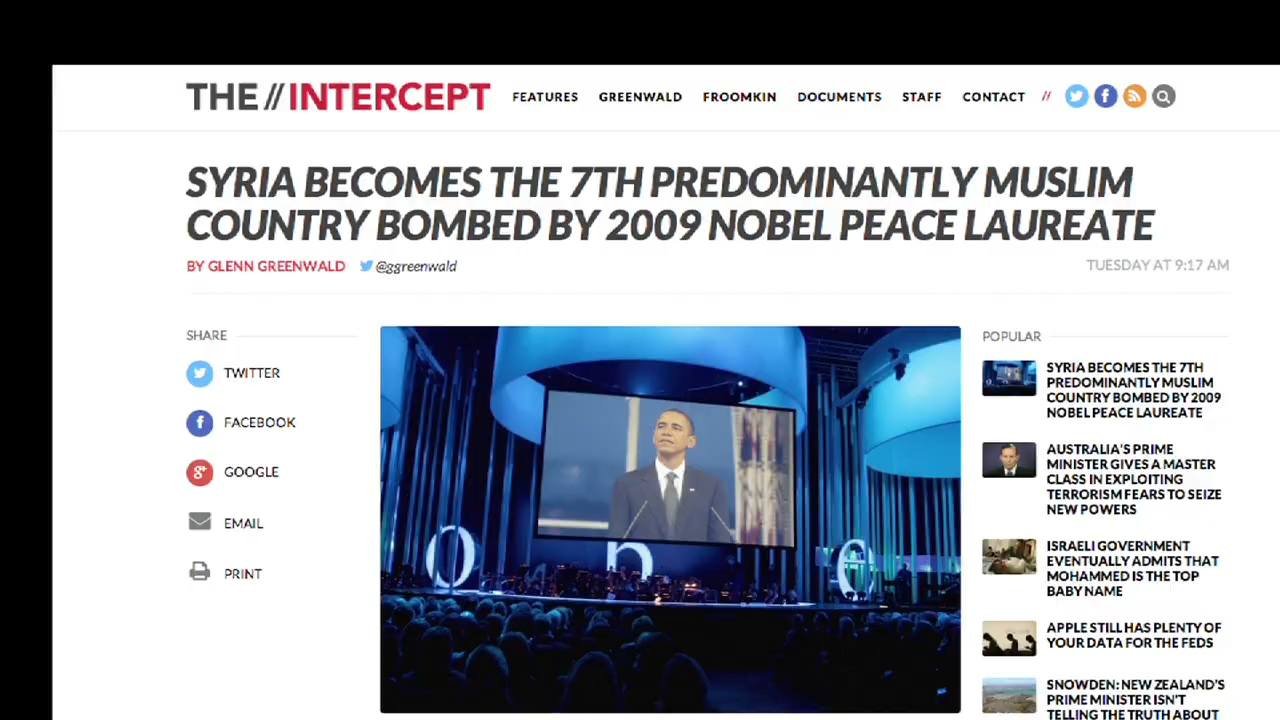 THE // INTERCEPT
FEATURES GREENWALD FROOMKIN DOCUMENTS STAFF CONTACT //
SYRIA BECOMES THE 7TH PREDOMINANTLY MUSLIM
COUNTRY BOMBED BY 2009 NOBEL PEACE LAUREATE
BY GLENN GREENWALD @ggreenwald
TUESDAY AT 9:17 AM
SHARE
TWITTER
FACEBOOK
GOOGLE
EMAIL
PRINT
one
POPULAR
SYRIA BECOMES THE 7TH
PREDOMINANTLY MUSLIM
COUNTRY BOMBED BY 2009
NOBEL PEACE LAUREATE
AUSTRALIA'S PRIME
MINISTER GIVES A MASTER
CLASS IN EXPLOITING
TERRORISM FEARS TO SEIZE
NEW POWERS
ISRAELI GOVERNMENT
EVENTUALLY ADMITS THAT
MOHAMMED IS THE TOP
BABY NAME
APPLE STILL HAS PLENTY OF
YOUR DATA FOR THE FEDS
SNOWDEN: NEW ZEALAND'S
PRIME MINISTER ISN'T
TELLING THE TRUTH ABOUT